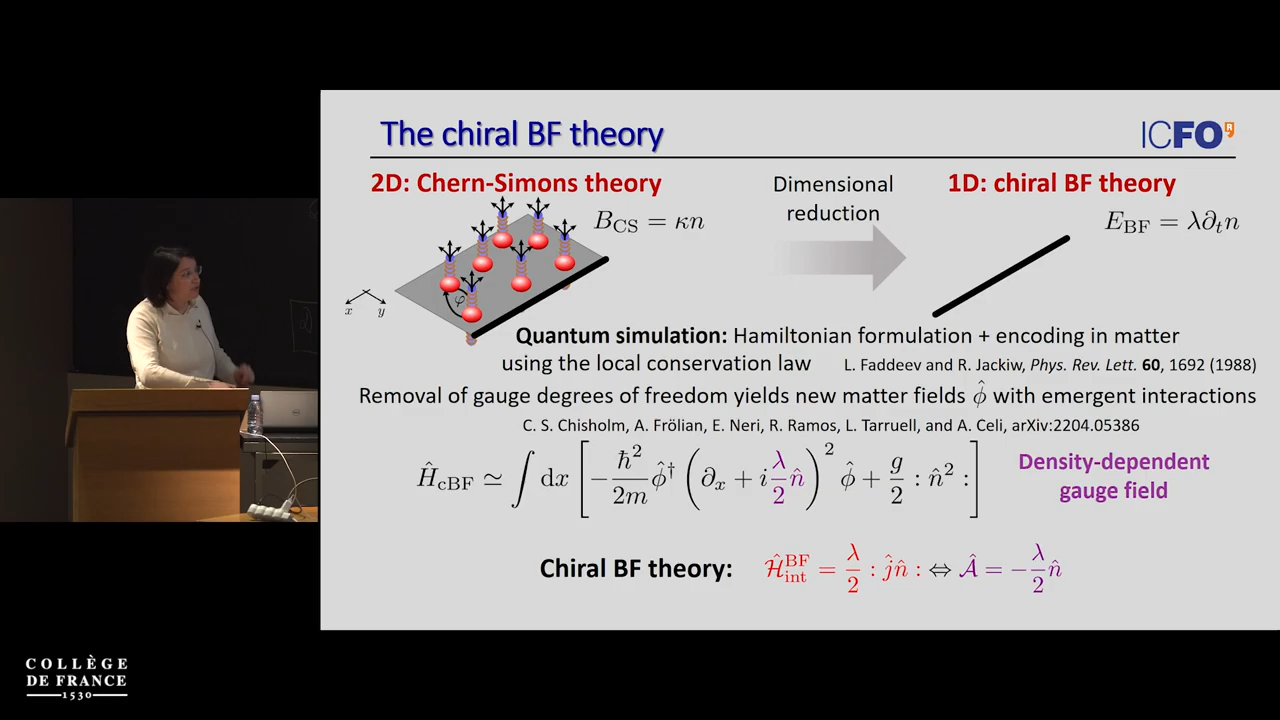 The chiral BF theory
ICFO
2D: Chern-Simons theory
Dimensional
reduction
1D: chiral BF theory
B_CS = κn
E_BF = λ∂_t n
φ
x
y
Quantum simulation: Hamiltonian formulation + encoding in matter
using the local conservation law
L. Faddeev and R. Jackiw, Phys. Rev. Lett. 60, 1692 (1988)
Removal of gauge degrees of freedom yields new matter fields ϕ̂ with emergent interactions
C. S. Chisholm, A. Frölian, E. Neri, R. Ramos, L. Tarruell, and A. Celi, arXiv:2204.05386
Ĥ_cBF ≃ ∫ dx [ −ℏ²/2m ϕ̂† (∂_x + i λ/2 n̂)² ϕ̂ + g/2 : n̂² : ]
Density-dependent
gauge field
Chiral BF theory: Ĥ_int^BF = λ/2 : ĵn̂ : ⇔ Â = −λ/2 n̂
COLLÈGE
DE FRANCE
1530